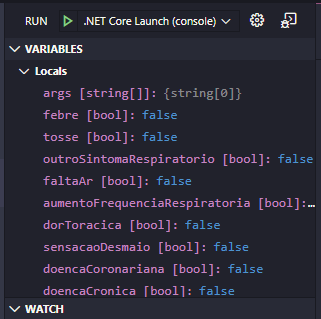 RUN .NET Core Launch (console)
VARIABLES
Locals
args [string[]]: {string[0]}
febre [bool]: false
tosse [bool]: false
outroSintomaRespiratorio [bool]: false
faltaAr [bool]: false
aumentoFrequenciaRespiratoria [bool]:…
dorToracica [bool]: false
sensacaoDesmaio [bool]: false
doencaCoronariana [bool]: false
doencaCronica [bool]: false
WATCH